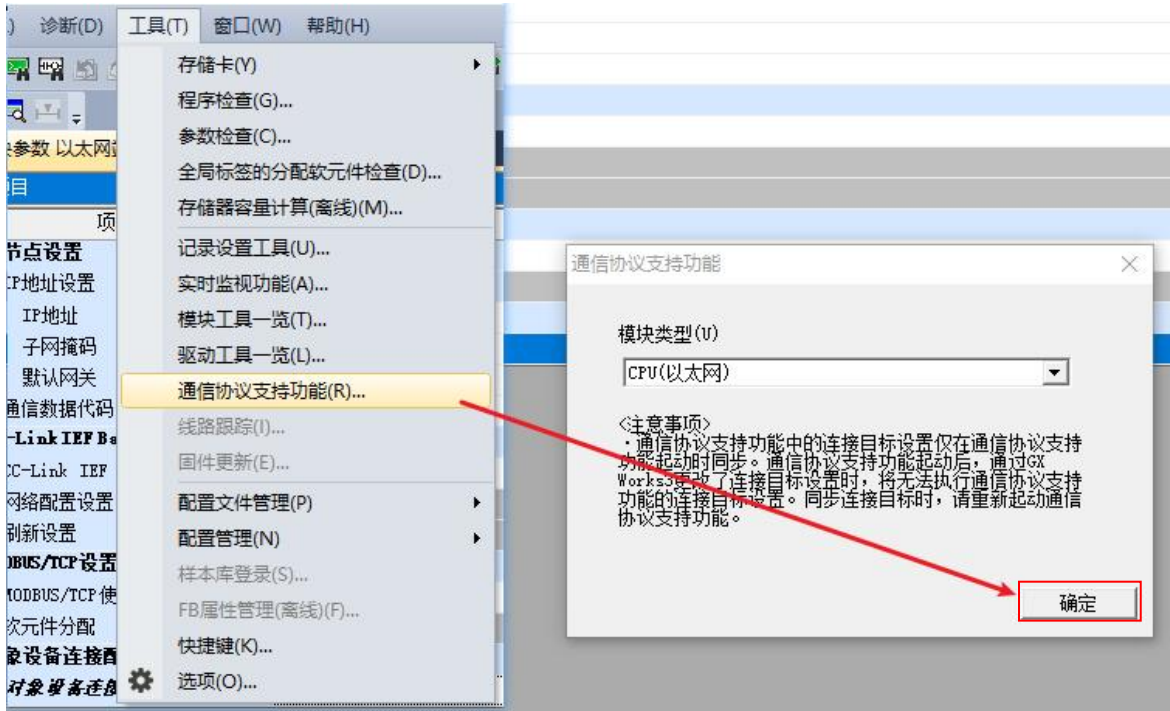 ) 诊断(D) 工具(T) 窗口(W) 帮助(H)
存储卡(Y)
程序检查(G)...
参数检查(C)...
全局标签的分配软元件检查(D)...
存储器容量计算(离线)(M)...
记录设置工具(U)...
实时监视功能(A)...
模块工具一览(T)...
驱动工具一览(L)...
通信协议支持功能(R)...
线路跟踪(I)...
固件更新(E)...
配置文件管理(P)
配置管理(N)
样本库登录(S)...
FB属性管理(离线)(F)...
快捷键(K)...
选项(O)...
参数 以太网
项
节点设置
IP地址设置
IP地址
子网掩码
默认网关
通信数据代码
-Link IEF Ba
CC-Link IEF
网络配置设置
刷新设置
DBUS/TCP设置
MODBUS/TCP使
软元件分配
象设备连接配
对象设备连接
通信协议支持功能
模块类型(U)
CPU(以太网)
<注意事项>
・通信协议支持功能中的连接目标设置仅在通信协议支持
功能起动时同步。通信协议支持功能起动后，通过GX
Works3更改了连接目标设置时，将无法执行通信协议支持
功能的连接目标设置。同步连接目标时，请重新起动通信
协议支持功能。
确定